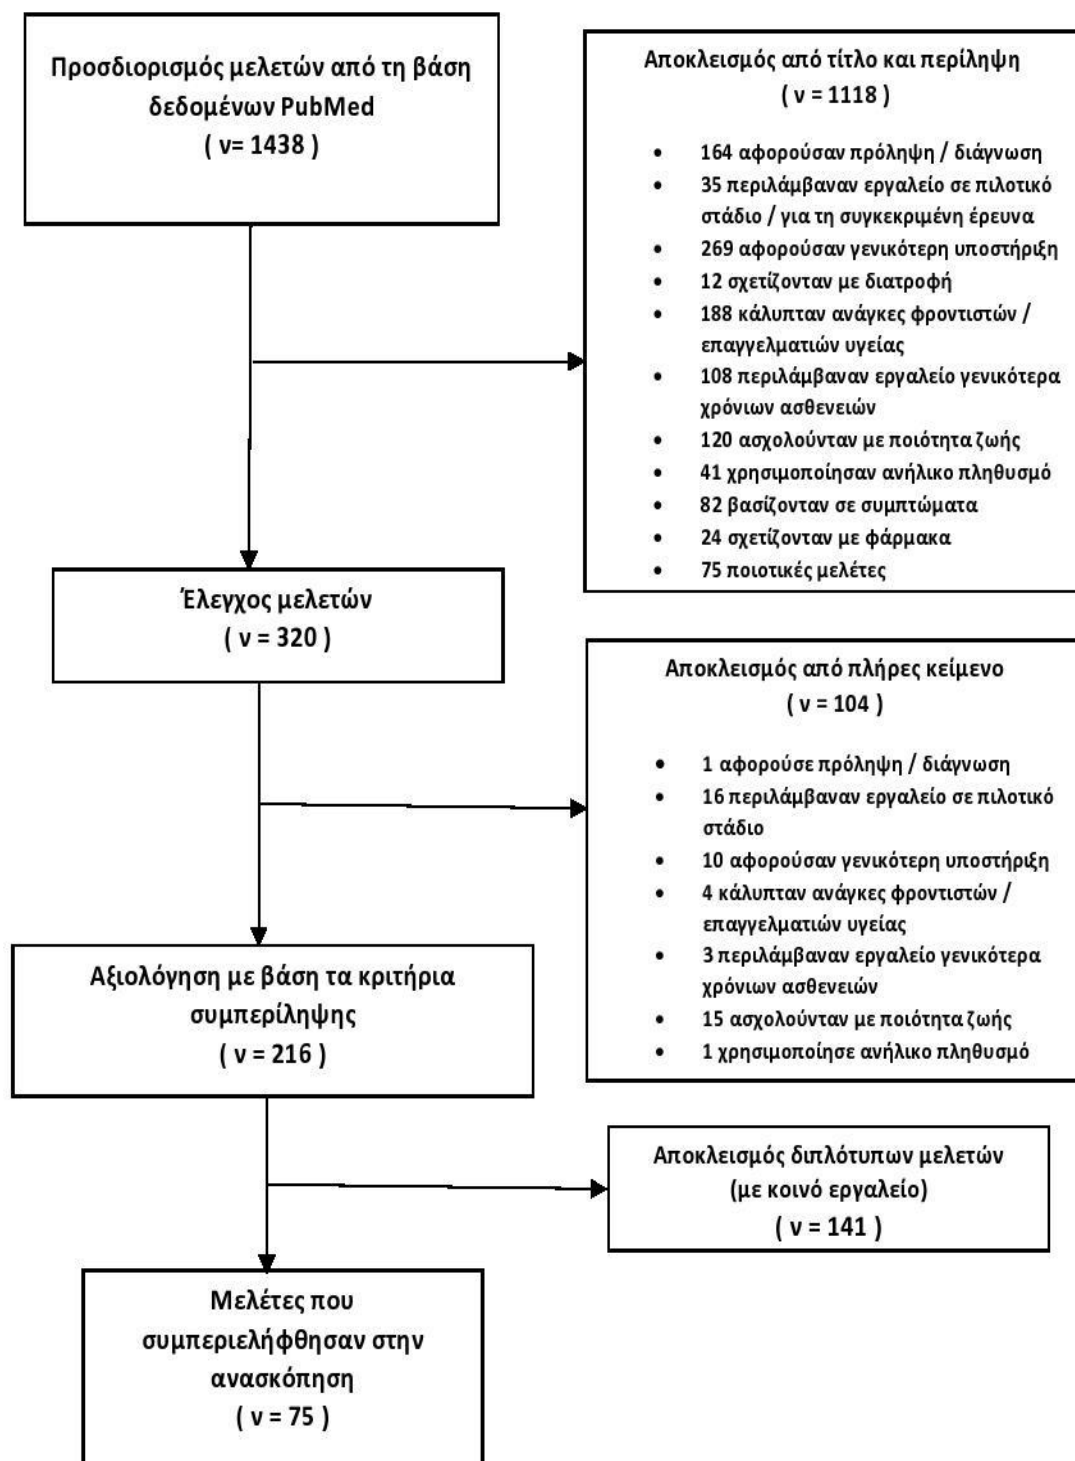 Προσδιορισμός μελετών από τη βάση
δεδομένων PubMed
( ν= 1438 )
Αποκλεισμός από τίτλο και περίληψη
( ν = 1118 )
• 164 αφορούσαν πρόληψη / διάγνωση
• 35 περιλάμβαναν εργαλείο σε πιλοτικό
στάδιο / για τη συγκεκριμένη έρευνα
• 269 αφορούσαν γενικότερη υποστήριξη
• 12 σχετίζονταν με διατροφή
• 188 κάλυπταν ανάγκες φροντιστών /
επαγγελματιών υγείας
• 108 περιλάμβαναν εργαλείο γενικότερα
χρόνιων ασθενειών
• 120 ασχολούνταν με ποιότητα ζωής
• 41 χρησιμοποίησαν ανήλικο πληθυσμό
• 82 βασίζονταν σε συμπτώματα
• 24 σχετίζονταν με φάρμακα
• 75 ποιοτικές μελέτες
Έλεγχος μελετών
( ν = 320 )
Αποκλεισμός από πλήρες κείμενο
( ν = 104 )
• 1 αφορούσε πρόληψη / διάγνωση
• 16 περιλάμβαναν εργαλείο σε πιλοτικό
στάδιο
• 10 αφορούσαν γενικότερη υποστήριξη
• 4 κάλυπταν ανάγκες φροντιστών /
επαγγελματιών υγείας
• 3 περιλάμβαναν εργαλείο γενικότερα
χρόνιων ασθενειών
• 15 ασχολούνταν με ποιότητα ζωής
• 1 χρησιμοποίησε ανήλικο πληθυσμό
Αξιολόγηση με βάση τα κριτήρια
συμπερίληψης
( ν = 216 )
Αποκλεισμός διπλότυπων μελετών
(με κοινό εργαλείο)
( ν = 141 )
Μελέτες που
συμπεριελήφθησαν στην
ανασκόπηση
( ν = 75 )